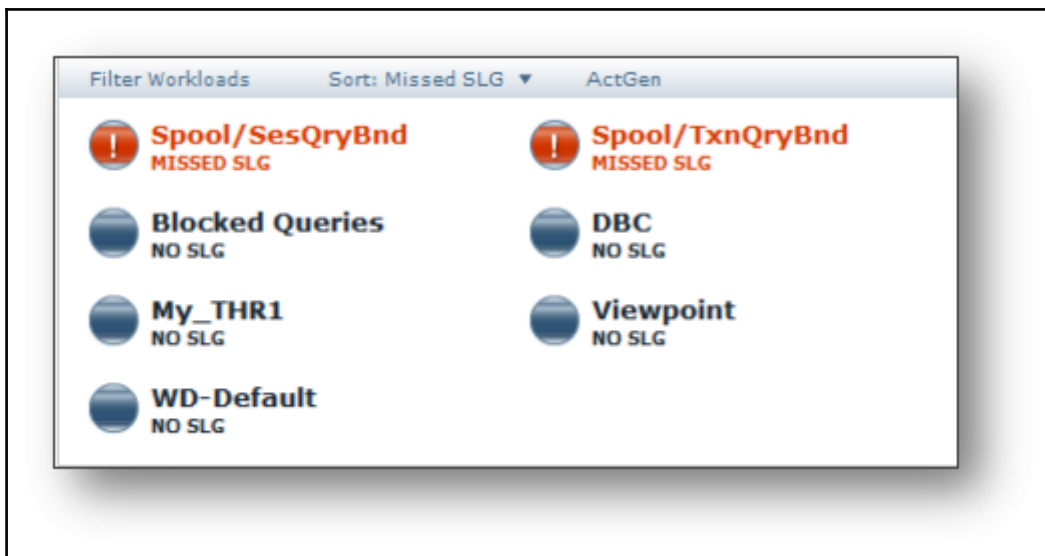 Filter Workloads Sort: Missed SLG ▼ ActGen
! Spool/SesQryBnd
MISSED SLG
! Spool/TxnQryBnd
MISSED SLG
Blocked Queries
NO SLG
DBC
NO SLG
My_THR1
NO SLG
Viewpoint
NO SLG
WD-Default
NO SLG